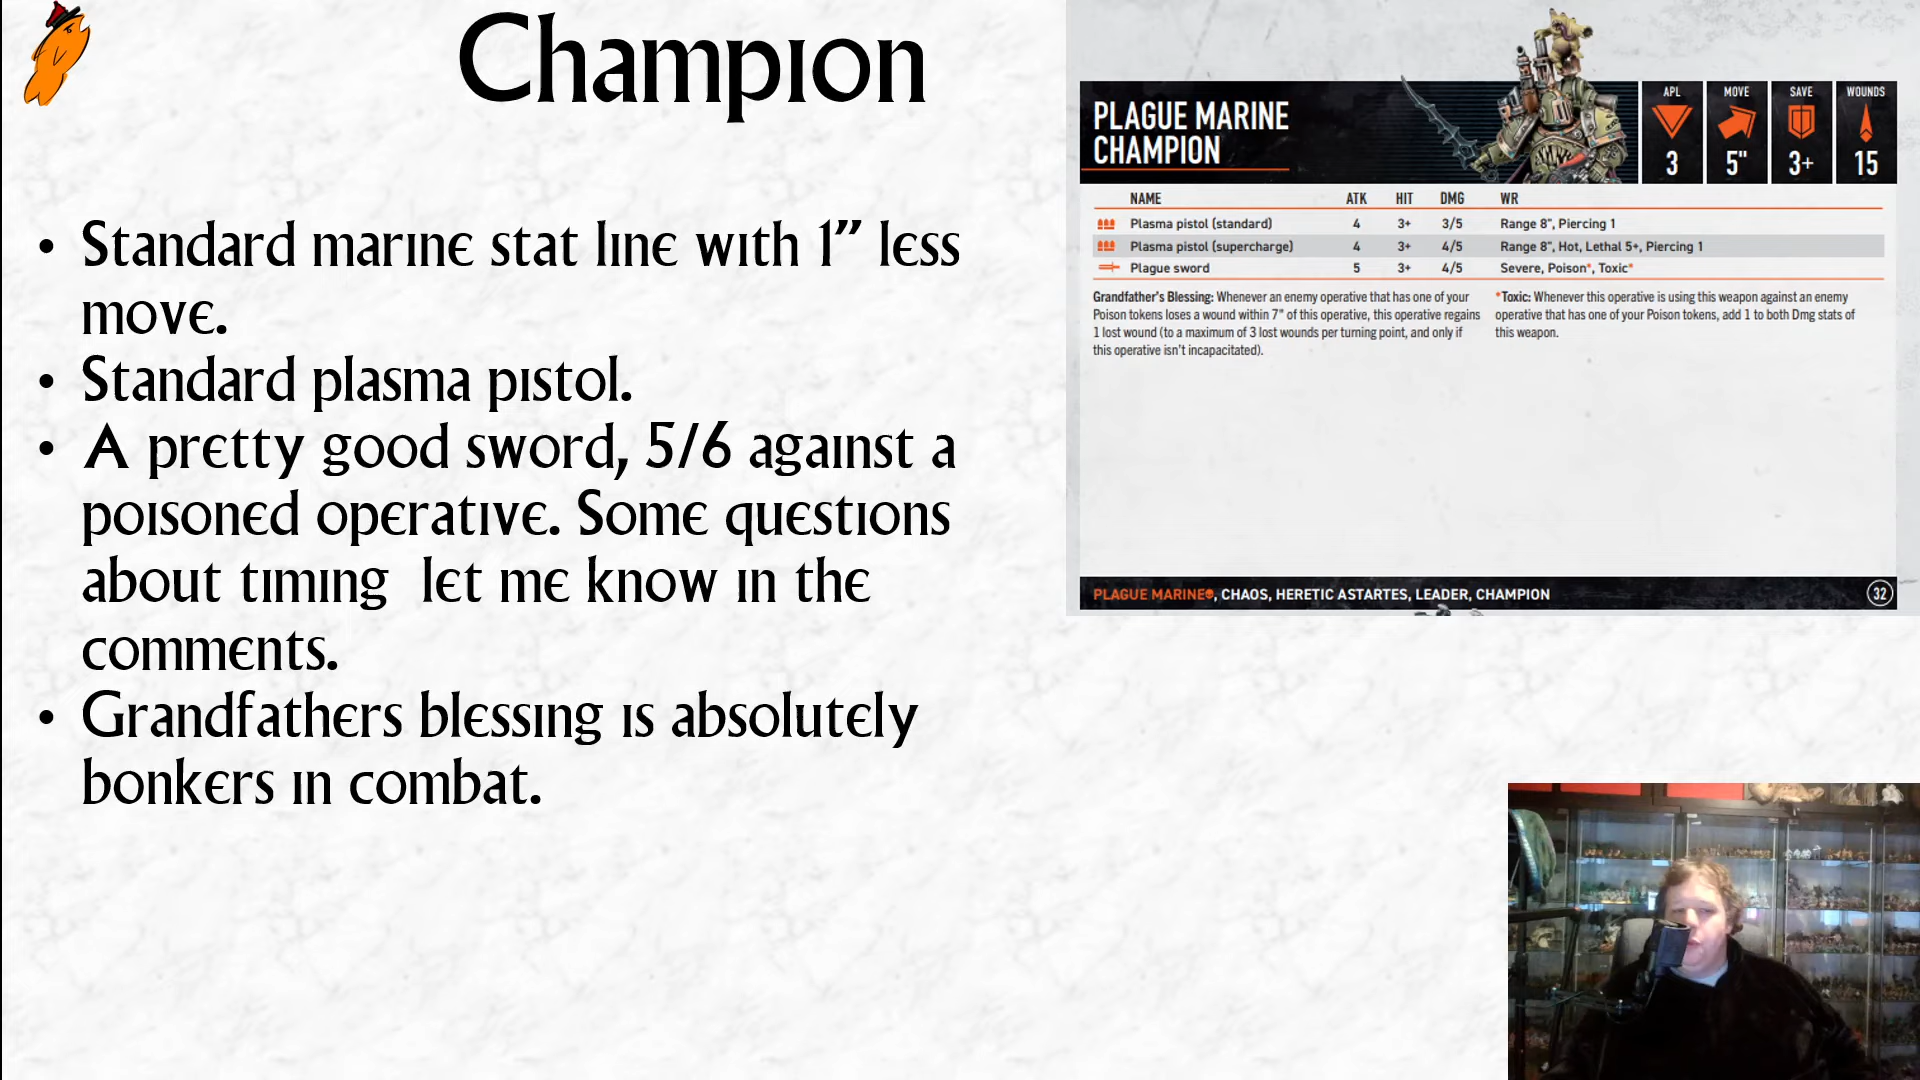 Champion
• Standard marine stat line with 1” less
move.
• Standard plasma pistol.
• A pretty good sword, 5/6 against a
poisoned operative. Some questions
about timing  let me know in the
comments.
• Grandfathers blessing is absolutely
bonkers in combat.
PLAGUE MARINE
CHAMPION
APL MOVE SAVE WOUNDS
3 5" 3+ 15
NAME ATK HIT DMG WR
Plasma pistol (standard) 4 3+ 3/5 Range 8", Piercing 1
Plasma pistol (supercharge) 4 3+ 4/5 Range 8", Hot, Lethal 5+, Piercing 1
Plague sword 5 3+ 4/5 Severe, Poison*, Toxic*
Grandfather's Blessing: Whenever an enemy operative that has one of your
Poison tokens loses a wound within 7" of this operative, this operative regains
1 lost wound (to a maximum of 3 lost wounds per turning point, and only if
this operative isn't incapacitated).
*Toxic: Whenever this operative is using this weapon against an enemy
operative that has one of your Poison tokens, add 1 to both Dmg stats of
this weapon.
PLAGUE MARINE, CHAOS, HERETIC ASTARTES, LEADER, CHAMPION
32